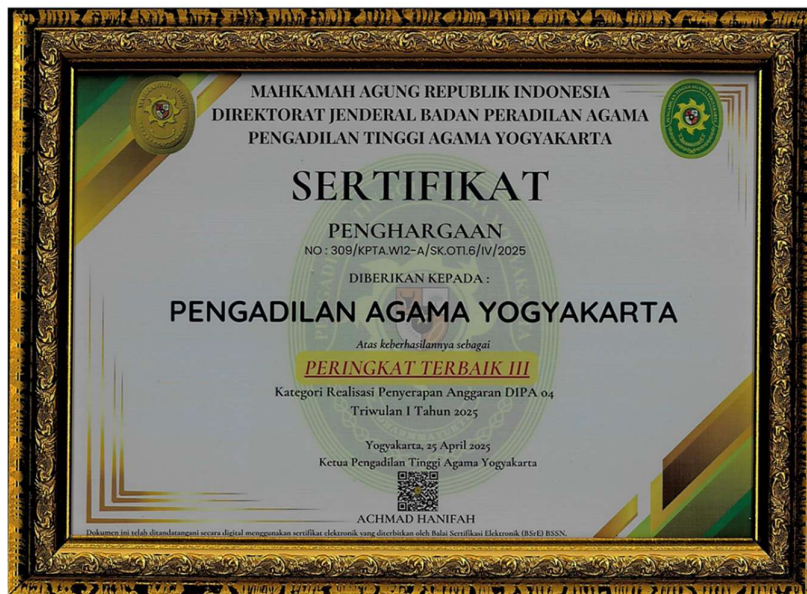 MAHKAMAH AGUNG REPUBLIK INDONESIA
DIREKTORAT JENDERAL BADAN PERADILAN AGAMA
PENGADILAN TINGGI AGAMA YOGYAKARTA
SERTIFIKAT
PENGHARGAAN
NO : 309/KPTA.W12-A/SK.OT1.6/IV/2025
DIBERIKAN KEPADA :
PENGADILAN AGAMA YOGYAKARTA
Atas keberhasilannya sebagai
PERINGKAT TERBAIK III
Kategori Realisasi Penyerapan Anggaran DIPA 04
Triwulan I Tahun 2025
Yogyakarta, 25 April 2025
Ketua Pengadilan Tinggi Agama Yogyakarta
ACHMAD HANIFAH
Dokumen ini telah ditandatangani secara digital menggunakan sertifikat elektronik yang diterbitkan oleh Balai Sertifikasi Elektronik (BSrE) BSSN.